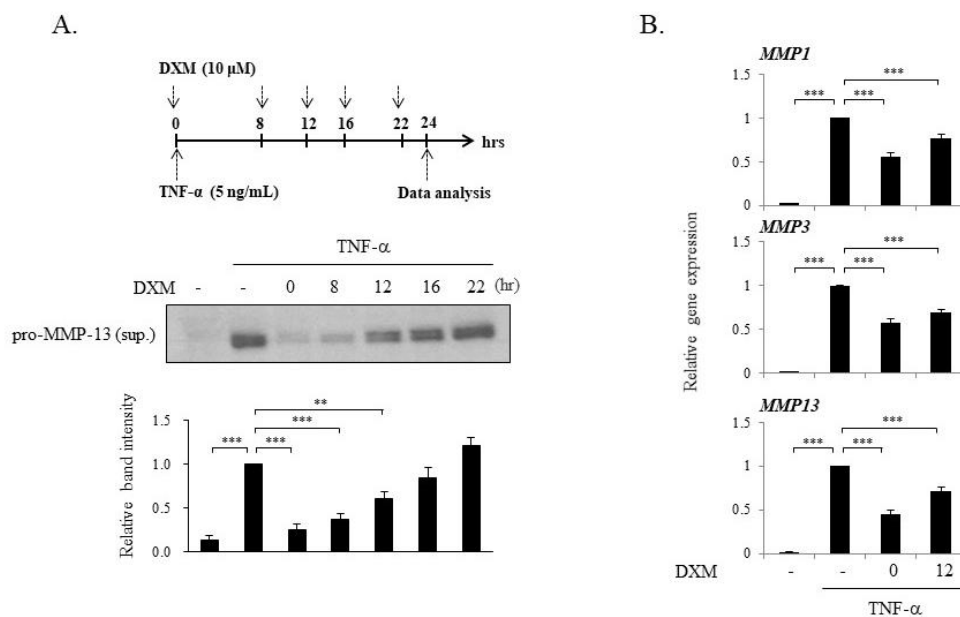 A.
DXM (10 μM)
0 8 12 16 22 24 hrs
TNF-α (5 ng/mL) Data analysis
TNF-α
DXM - - 0 8 12 16 22 (hr)
pro-MMP-13 (sup.)
Relative band intensity
1.5
1.0
0.5
0.0
*** *** *** **
B.
Relative gene expression
MMP1
1.5
1
0.5
0
*** *** ***
MMP3
1.5
1
0.5
0
*** *** ***
MMP13
1.5
1
0.5
0
*** *** ***
DXM - - 0 12
TNF-α